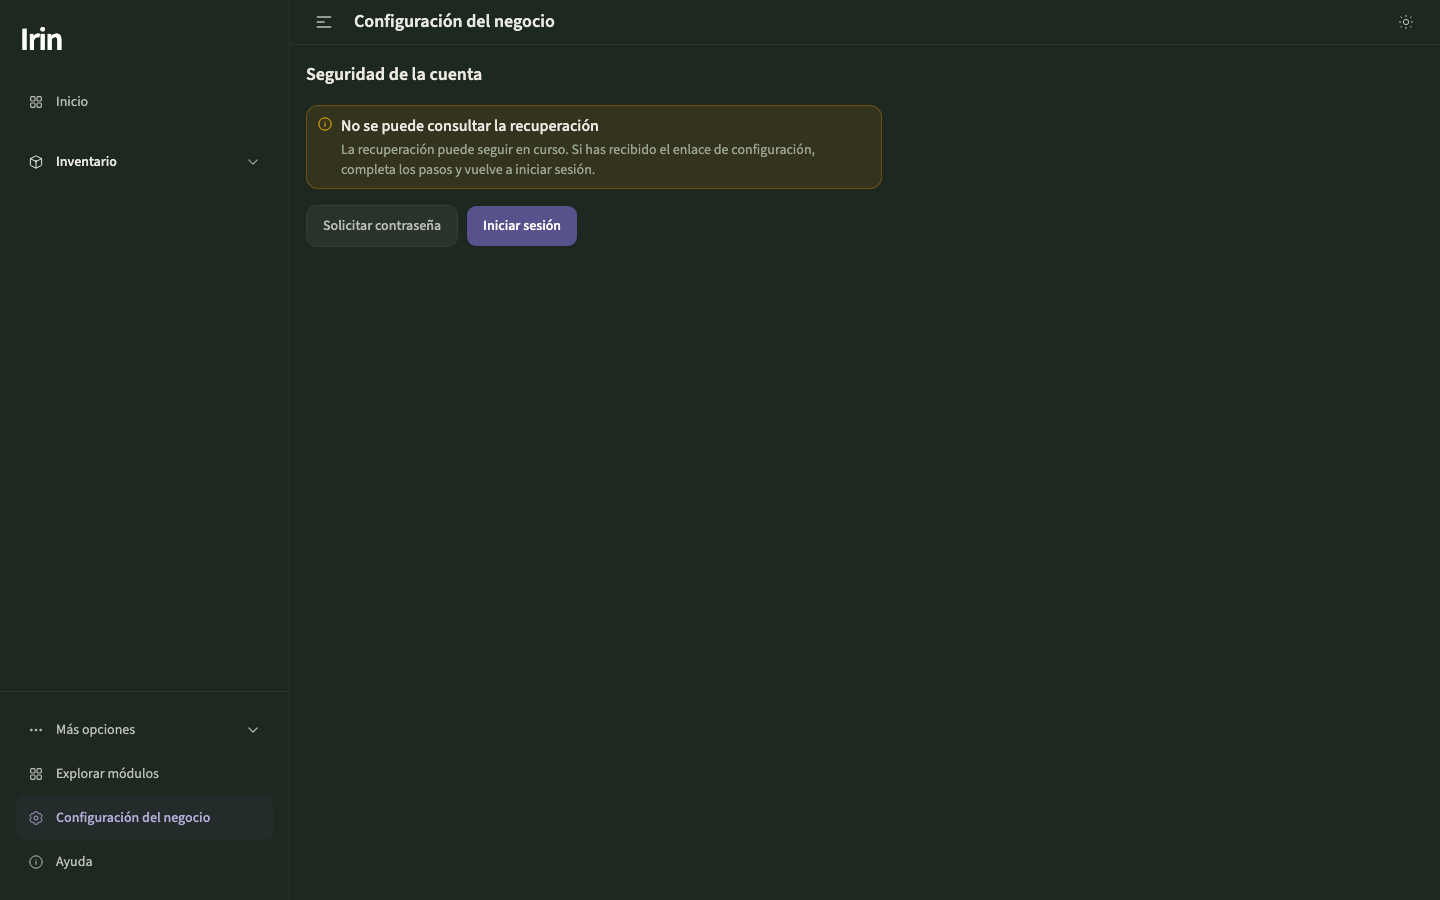 Irin
Inicio
Inventario
Más opciones
Explorar módulos
Configuración del negocio
Ayuda
Configuración del negocio
Seguridad de la cuenta
No se puede consultar la recuperación
La recuperación puede seguir en curso. Si has recibido el enlace de configuración,
completa los pasos y vuelve a iniciar sesión.
Solicitar contraseña
Iniciar sesión